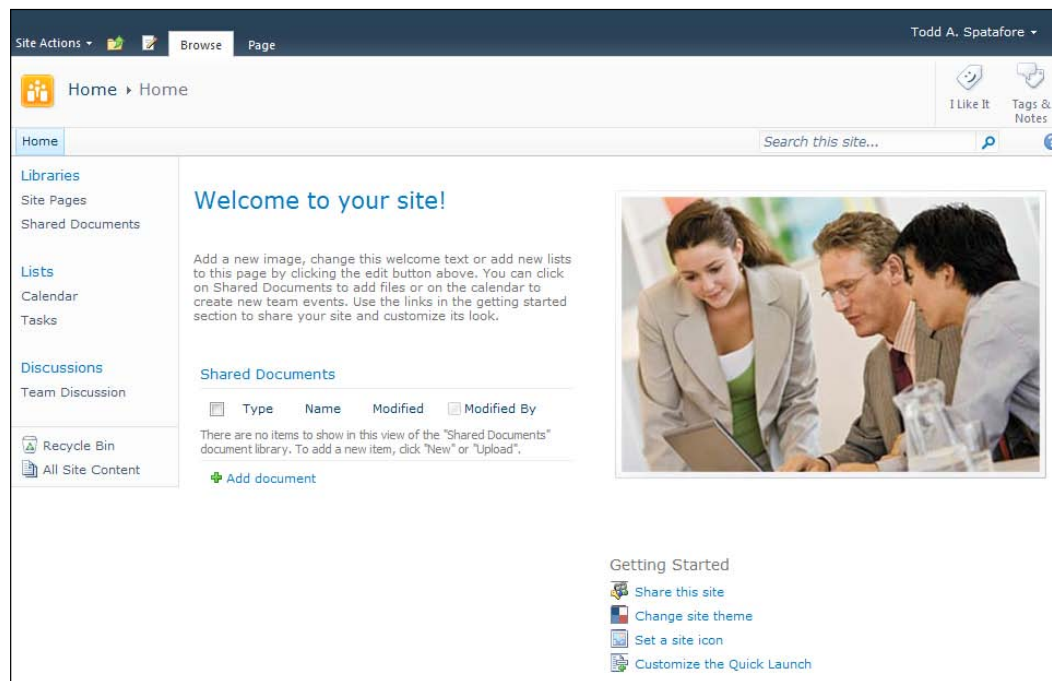 Todd A. Spatafore
Site Actions
Browse
Page
Home Home
I Like It
Tags &
Notes
Home
Search this site...
Libraries
Site Pages
Shared Documents
Lists
Calendar
Tasks
Discussions
Team Discussion
Recycle Bin
All Site Content
Welcome to your site!
Add a new image, change this welcome text or add new lists
to this page by clicking the edit button above. You can click
on Shared Documents to add files or on the calendar to
create new team events. Use the links in the getting started
section to share your site and customize its look.
Shared Documents
Type Name Modified Modified By
There are no items to show in this view of the "Shared Documents"
document library. To add a new item, click "New" or "Upload".
Add document
Getting Started
Share this site
Change site theme
Set a site icon
Customize the Quick Launch